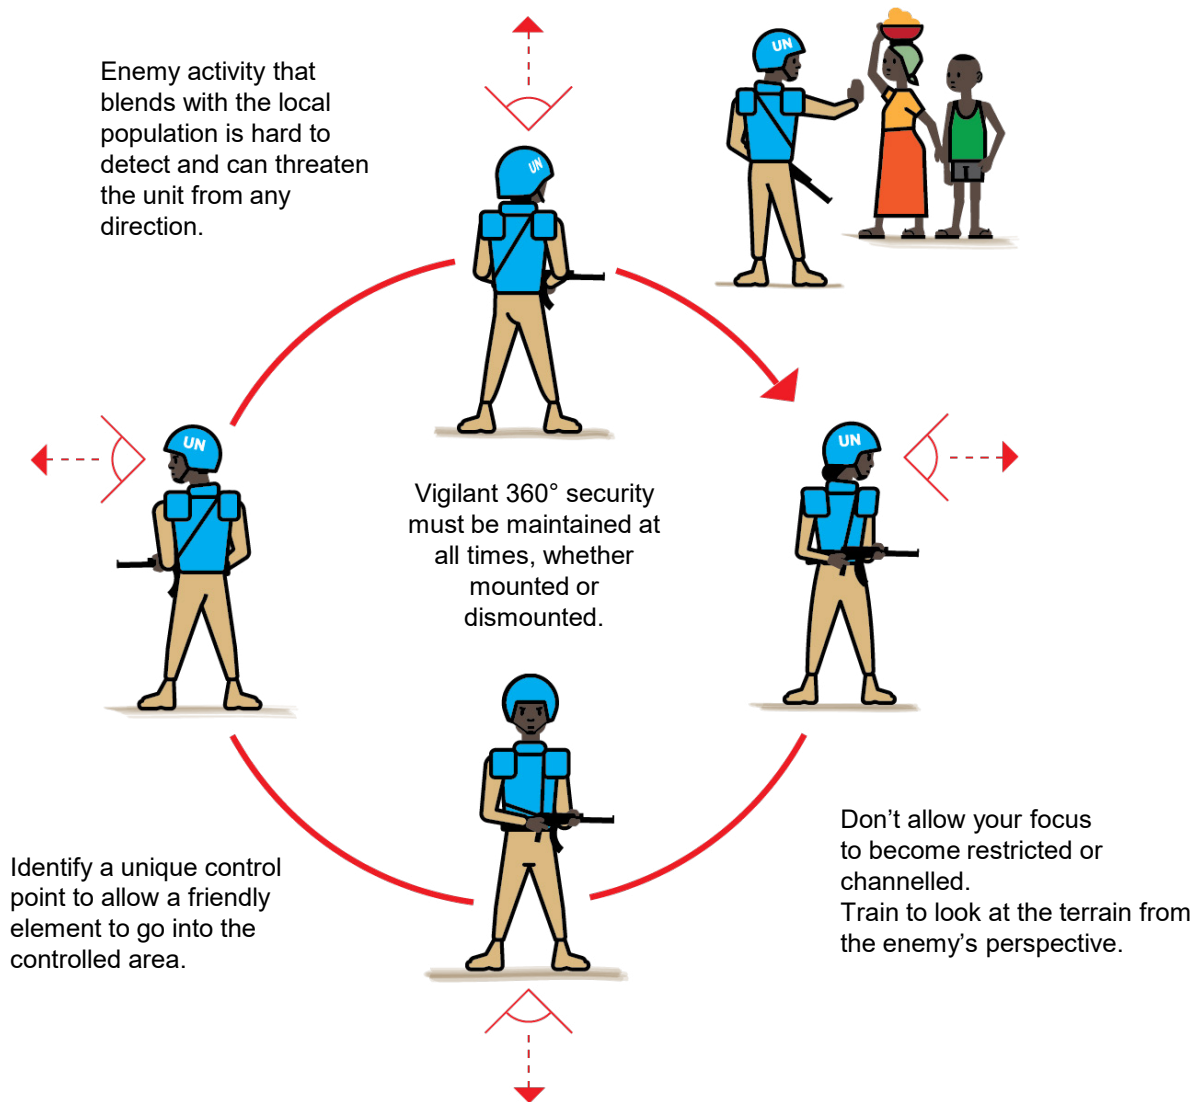 Enemy activity that
blends with the local
population is hard to
detect and can threaten
the unit from any
direction.
UN
UN
UN
UN
Vigilant 360° security
must be maintained at
all times, whether
mounted or
dismounted.
Don’t allow your focus
to become restricted or
channelled.
Train to look at the terrain from
the enemy’s perspective.
Identify a unique control
point to allow a friendly
element to go into the
controlled area.